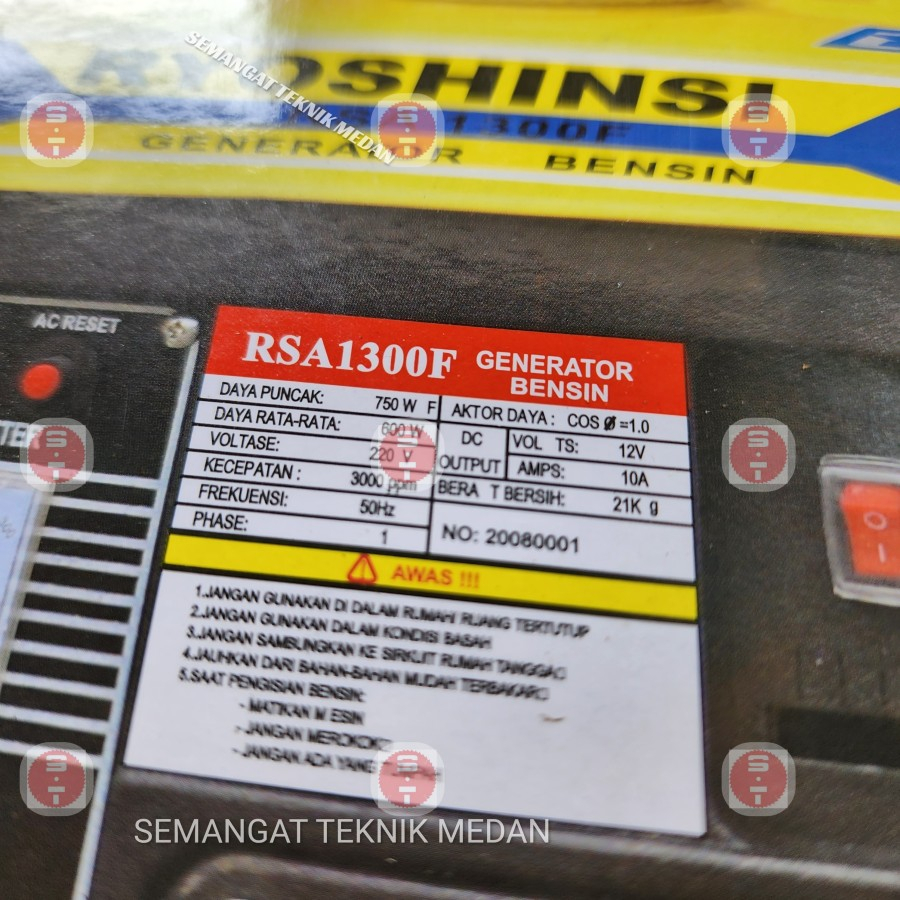 SEMANGAT TEKNIK MEDAN
RYOSHINSI
1300F
GENERATOR BENSIN
AC RESET
RSA1300F GENERATOR BENSIN
DAYA PUNCAK: 750 W F AKTOR DAYA : COS Ø =1.0
DAYA RATA-RATA: 600 W
VOLTASE: 220 V
KECEPATAN : 3000 ppm
FREKUENSI: 50Hz
PHASE: 1
DC OUTPUT
VOL TS: 12V
AMPS: 10A
BERA T BERSIH: 21K g
NO: 20080001
AWAS !!!
1.JANGAN GUNAKAN DI DALAM RUMAH/ RUANG TERTUTUP
2.JANGAN GUNAKAN DALAM KONDISI BASAH
3.JANGAN SAMBUNGKAN KE SIRKUIT RUMAH TANGGA
4.JAUHKAN DARI BAHAN-BAHAN MUDAH TERBAKAR
5.SAAT PENGISIAN BENSIN:
- MATIKAN M ESIN
- JANGAN MEROKOK
- JANGAN ADA YANG
SEMANGAT TEKNIK MEDAN